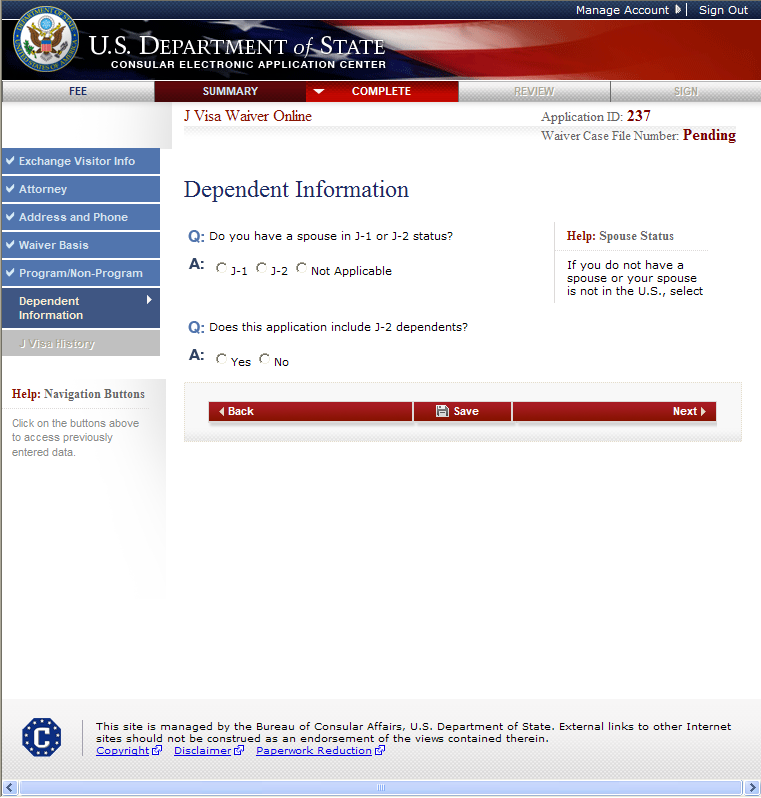 Manage Account
Sign Out
U.S. DEPARTMENT of STATE
CONSULAR ELECTRONIC APPLICATION CENTER
FEE
SUMMARY
COMPLETE
REVIEW
SIGN
J Visa Waiver Online
Application ID: 237
Waiver Case File Number: Pending
Exchange Visitor Info
Attorney
Address and Phone
Waiver Basis
Program/Non-Program
Dependent
Information
J Visa History
Help: Navigation Buttons
Click on the buttons above
to access previously
entered data.
Dependent Information
Q: Do you have a spouse in J-1 or J-2 status?
A: J-1 J-2 Not Applicable
Help: Spouse Status
If you do not have a
spouse or your spouse
is not in the U.S., select
Q: Does this application include J-2 dependents?
A: Yes No
Back
Save
Next
C
This site is managed by the Bureau of Consular Affairs, U.S. Department of State. External links to other Internet
sites should not be construed as an endorsement of the views contained therein.
Copyright Disclaimer Paperwork Reduction